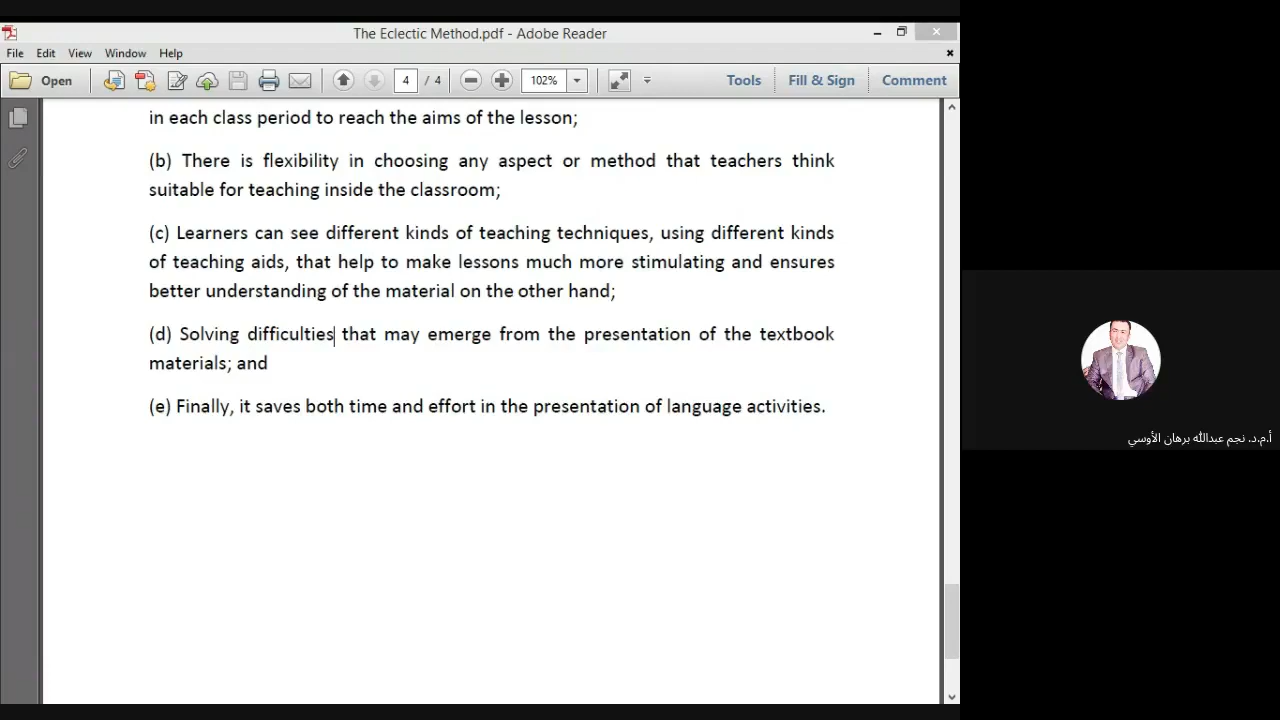 The Eclectic Method.pdf - Adobe Reader
File Edit View Window Help
Open 4 / 4 102% Tools Fill & Sign Comment
in each class period to reach the aims of the lesson;
(b) There is flexibility in choosing any aspect or method that teachers think
suitable for teaching inside the classroom;
(c) Learners can see different kinds of teaching techniques, using different kinds
of teaching aids, that help to make lessons much more stimulating and ensures
better understanding of the material on the other hand;
(d) Solving difficulties that may emerge from the presentation of the textbook
materials; and
(e) Finally, it saves both time and effort in the presentation of language activities.
أ.م.د. نجم عبدالله برهان الأوسي